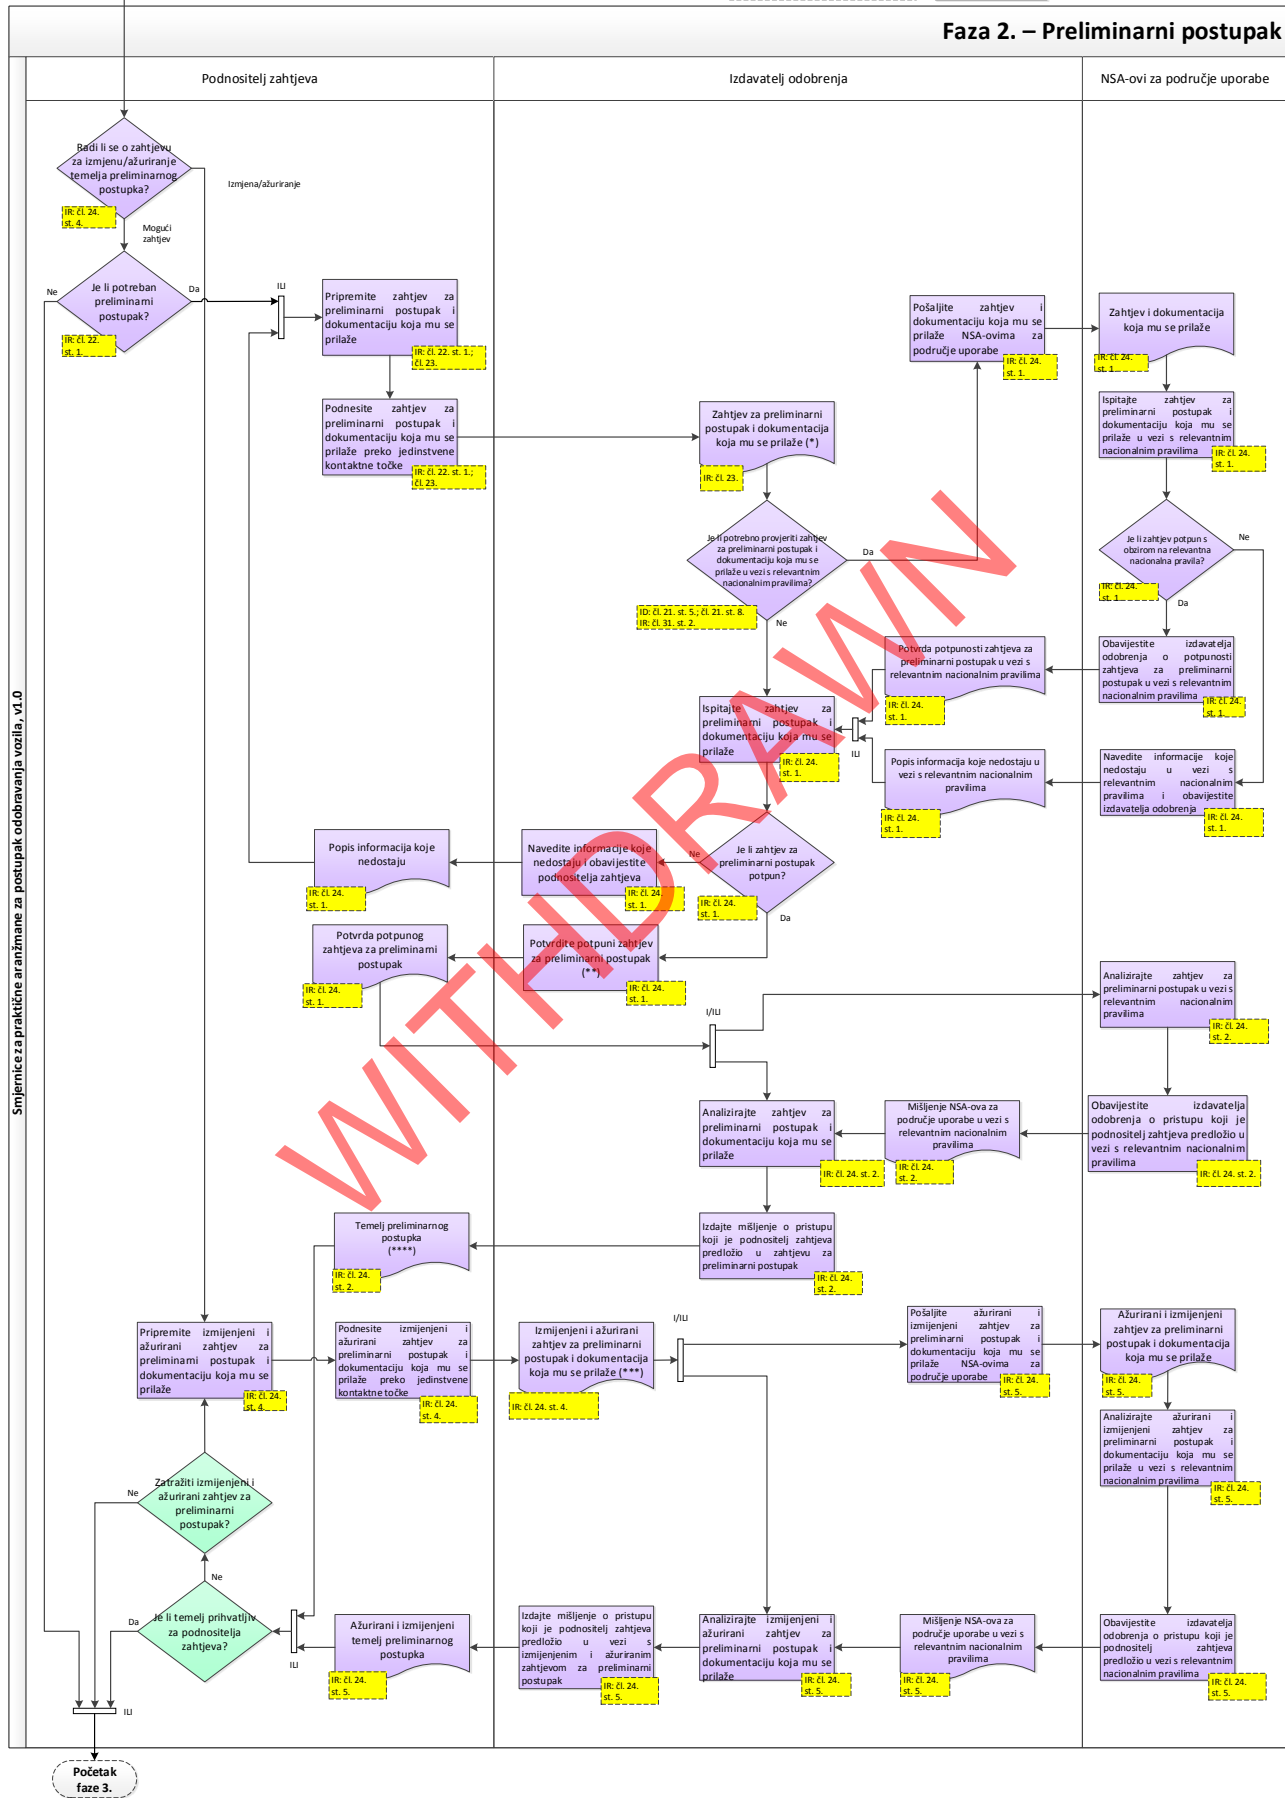 Faza 2. – Preliminarni postupak
Podnositelj zahtjeva
Izdavatelj odobrenja
NSA-ovi za područje uporabe
Smjernice za praktične aranžmane za postupak odobravanja vozila, v1.0
Radi li se o zahtjevu
za izmjenu/ažuriranje
temelja preliminarnog
postupka?
IR: čl. 24.
st. 4.
Izmjena/ažuriranje
Mogući
zahtjev
Je li potreban
preliminarni
postupak?
Ne
Da
IR: čl. 22.
st. 1.
ILI
Pripremite zahtjev za
preliminarni postupak i
dokumentaciju koja mu se
prilaže
IR: čl. 22. st. 1.;
čl. 23.
Podnesite zahtjev za
preliminarni postupak i
dokumentaciju koja mu se
prilaže preko jedinstvene
kontaktne točke
IR: čl. 22. st. 1.;
čl. 23.
Zahtjev za preliminarni
postupak i dokumentacija
koja mu se prilaže (*)
IR: čl. 23.
Je li potrebno provjeriti zahtjev
za preliminarni postupak i
dokumentaciju koja mu se
prilaže u vezi s relevantnim
nacionalnim pravilima?
Da
Ne
ID: čl. 21. st. 5.; čl. 21. st. 8.
IR: čl. 31. st. 2.
Pošaljite zahtjev i
dokumentaciju koja mu se
prilaže NSA-ovima za
područje uporabe
IR: čl. 24.
st. 1.
Zahtjev i dokumentacija
koja mu se prilaže
IR: čl. 24.
st. 1.
Ispitajte zahtjev za
preliminarni postupak i
dokumentaciju koja mu se
prilaže u vezi s relevantnim
nacionalnim pravilima
IR: čl. 24.
st. 1.
Je li zahtjev potpun s
obzirom na relevantna
nacionalna pravila?
Ne
Da
IR: čl. 24.
st. 1.
Obavijestite izdavatelja
odobrenja o potpunosti
zahtjeva za preliminarni
postupak u vezi s relevantnim
nacionalnim pravilima
IR: čl. 24.
st. 1.
Potvrda potpunosti zahtjeva za
preliminarni postupak u vezi s
relevantnim nacionalnim pravilima
IR: čl. 24.
st. 1.
Ispitajte zahtjev za
preliminarni postupak i
dokumentaciju koja mu se
prilaže
IR: čl. 24.
st. 1.
ILI
Popis informacija koje nedostaju u
vezi s relevantnim nacionalnim
pravilima
IR: čl. 24.
st. 1.
Navedite informacije koje
nedostaju u vezi s
relevantnim nacionalnim
pravilima i obavijestite
izdavatelja odobrenja
IR: čl. 24.
st. 1.
Popis informacija koje
nedostaju
IR: čl. 24.
st. 1.
Navedite informacije koje
nedostaju i obavijestite
podnositelja zahtjeva
IR: čl. 24.
st. 1.
Ne
Je li zahtjev za
preliminarni postupak
potpun?
IR: čl. 24.
st. 1.
Da
Potvrda potpunog
zahtjeva za preliminarni
postupak
IR: čl. 24.
st. 1.
Potvrdite potpuni zahtjev
za preliminarni postupak
(**)
IR: čl. 24.
st. 1.
I/ILI
Analizirajte zahtjev za
preliminarni postupak u vezi s
relevantnim nacionalnim
pravilima
IR: čl. 24.
st. 2.
Analizirajte zahtjev za
preliminarni postupak i
dokumentaciju koja mu se
prilaže
IR: čl. 24. st. 2.
Mišljenje NSA-ova za
područje uporabe u vezi s
relevantnim nacionalnim
pravilima
IR: čl. 24.
st. 2.
Obavijestite izdavatelja
odobrenja o pristupu koji je
podnositelj zahtjeva predložio u
vezi s relevantnim nacionalnim
pravilima
IR: čl. 24. st. 2.
Temelj preliminarnog
postupka
(****)
IR: čl. 24.
st. 2.
Izdajte mišljenje o pristupu
koji je podnositelj zahtjeva
predložio u zahtjevu za
preliminarni postupak
IR: čl. 24.
st. 2.
Pripremite izmijenjeni i
ažurirani zahtjev za
preliminarni postupak i
dokumentaciju koja mu se
prilaže
IR: čl. 24.
st. 4.
Podnesite izmijenjeni i
ažurirani zahtjev za
preliminarni postupak i
dokumentaciju koja mu se
prilaže preko jedinstvene
kontaktne točke
IR: čl. 24.
st. 4.
Izmijenjeni i ažurirani
zahtjev za preliminarni
postupak i dokumentacija
koja mu se prilaže (***)
IR: čl. 24. st. 4.
I/ILI
Pošaljite ažurirani i
izmijenjeni zahtjev za
preliminarni postupak i
dokumentaciju koja mu se
prilaže NSA-ovima za
područje uporabe
IR: čl. 24.
st. 5.
Ažurirani i izmijenjeni
zahtjev za preliminarni
postupak i dokumentacija
koja mu se prilaže
IR: čl. 24.
st. 5.
Analizirajte ažurirani i
izmijenjeni zahtjev za
preliminarni postupak i
dokumentaciju koja mu se
prilaže u vezi s relevantnim
nacionalnim pravilima
IR: čl. 24.
st. 5.
Zatražiti izmijenjeni i
ažurirani zahtjev za
preliminarni
postupak?
Ne
Ne
Je li temelj prihvatljiv
za podnositelja
zahtjeva?
Da
ILI
Ažurirani i izmijenjeni
temelj preliminarnog
postupka
IR: čl. 24.
st. 5.
Izdajte mišljenje o pristupu
koji je podnositelj zahtjeva
predložio u vezi s
izmijenjenim i ažuriranim
zahtjevom za preliminarni
postupak
IR: čl. 24.
st. 5.
Analizirajte izmijenjeni i
ažurirani zahtjev za
preliminarni postupak i
dokumentaciju koja mu se
prilaže
IR: čl. 24.
st. 5.
Mišljenje NSA-ova za
područje uporabe u vezi s
relevantnim nacionalnim
pravilima
IR: čl. 24.
st. 5.
Obavijestite izdavatelja
odobrenja o pristupu koji je
podnositelj zahtjeva
predložio u vezi s relevantnim
nacionalnim pravilima
IR: čl. 24.
st. 5.
ILI
Početak
faze 3.
WITHDRAWN